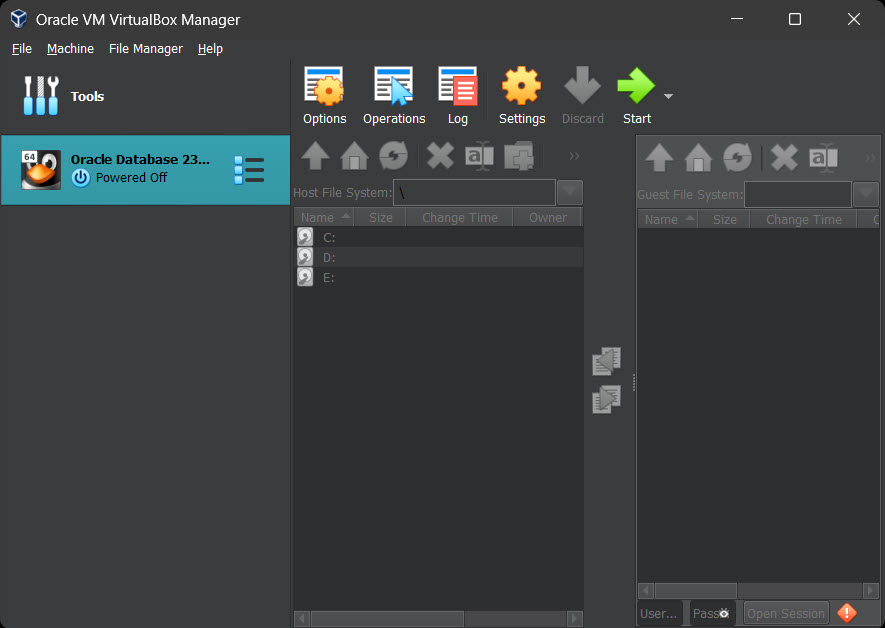 Oracle VM VirtualBox Manager
File Machine File Manager Help
Tools
Options Operations Log Settings Discard Start
64
Oracle Database 23...
Powered Off
Host File System: \
Name Size Change Time Owner
C:
D:
E:
Guest File System:
Name Size Change Time
User... Pass Open Session